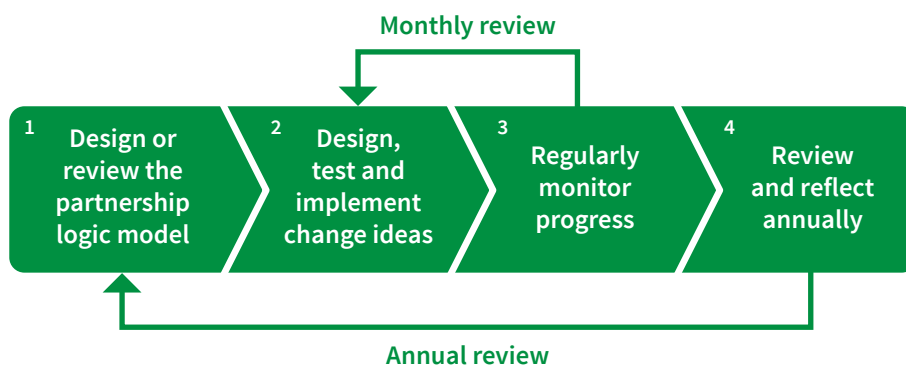 Monthly review
1
Design or
review the
partnership
logic model
2
Design,
test and
implement
change ideas
3
Regularly
monitor
progress
4
Review
and reflect
annually
Annual review